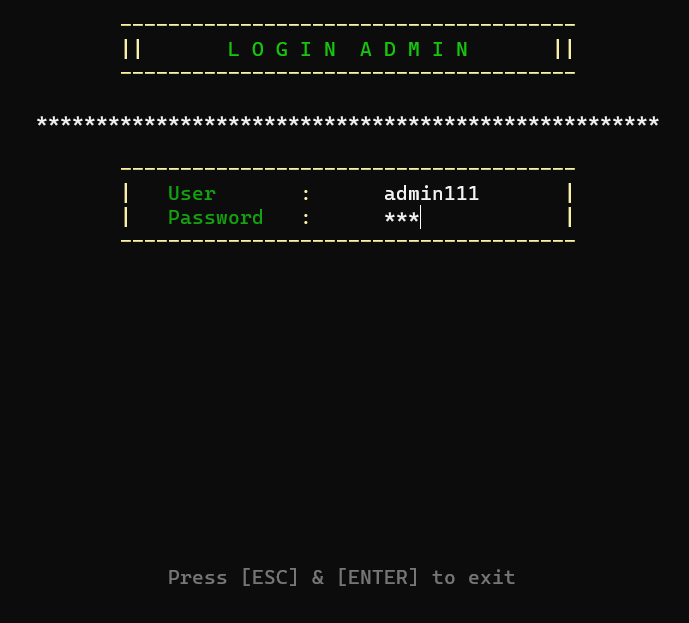 --------------------------------------
|| L O G I N  A D M I N ||
--------------------------------------
****************************************************
--------------------------------------
| User : admin111 |
| Password : *** |
--------------------------------------
Press [ESC] & [ENTER] to exit